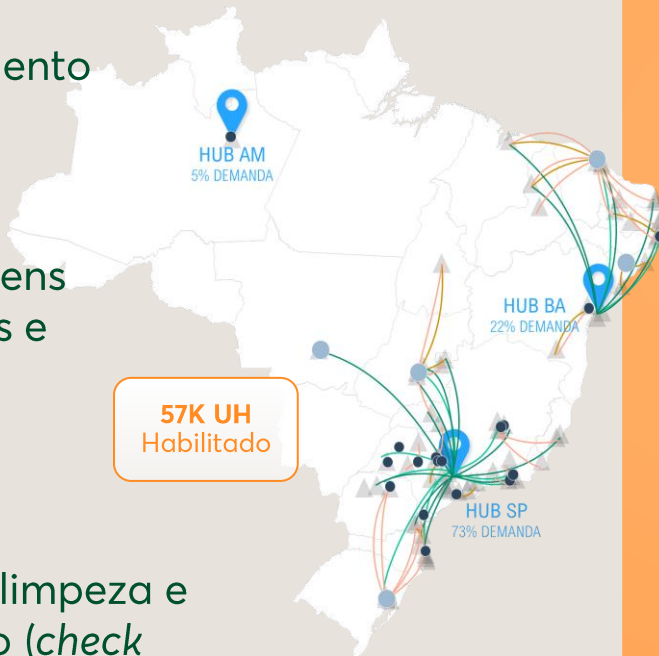 ento
HUB AM
5% DEMANDA
ens
s e
HUB BA
22% DEMANDA
57K UH
Habilitado
HUB SP
73% DEMANDA
limpeza e
o (check